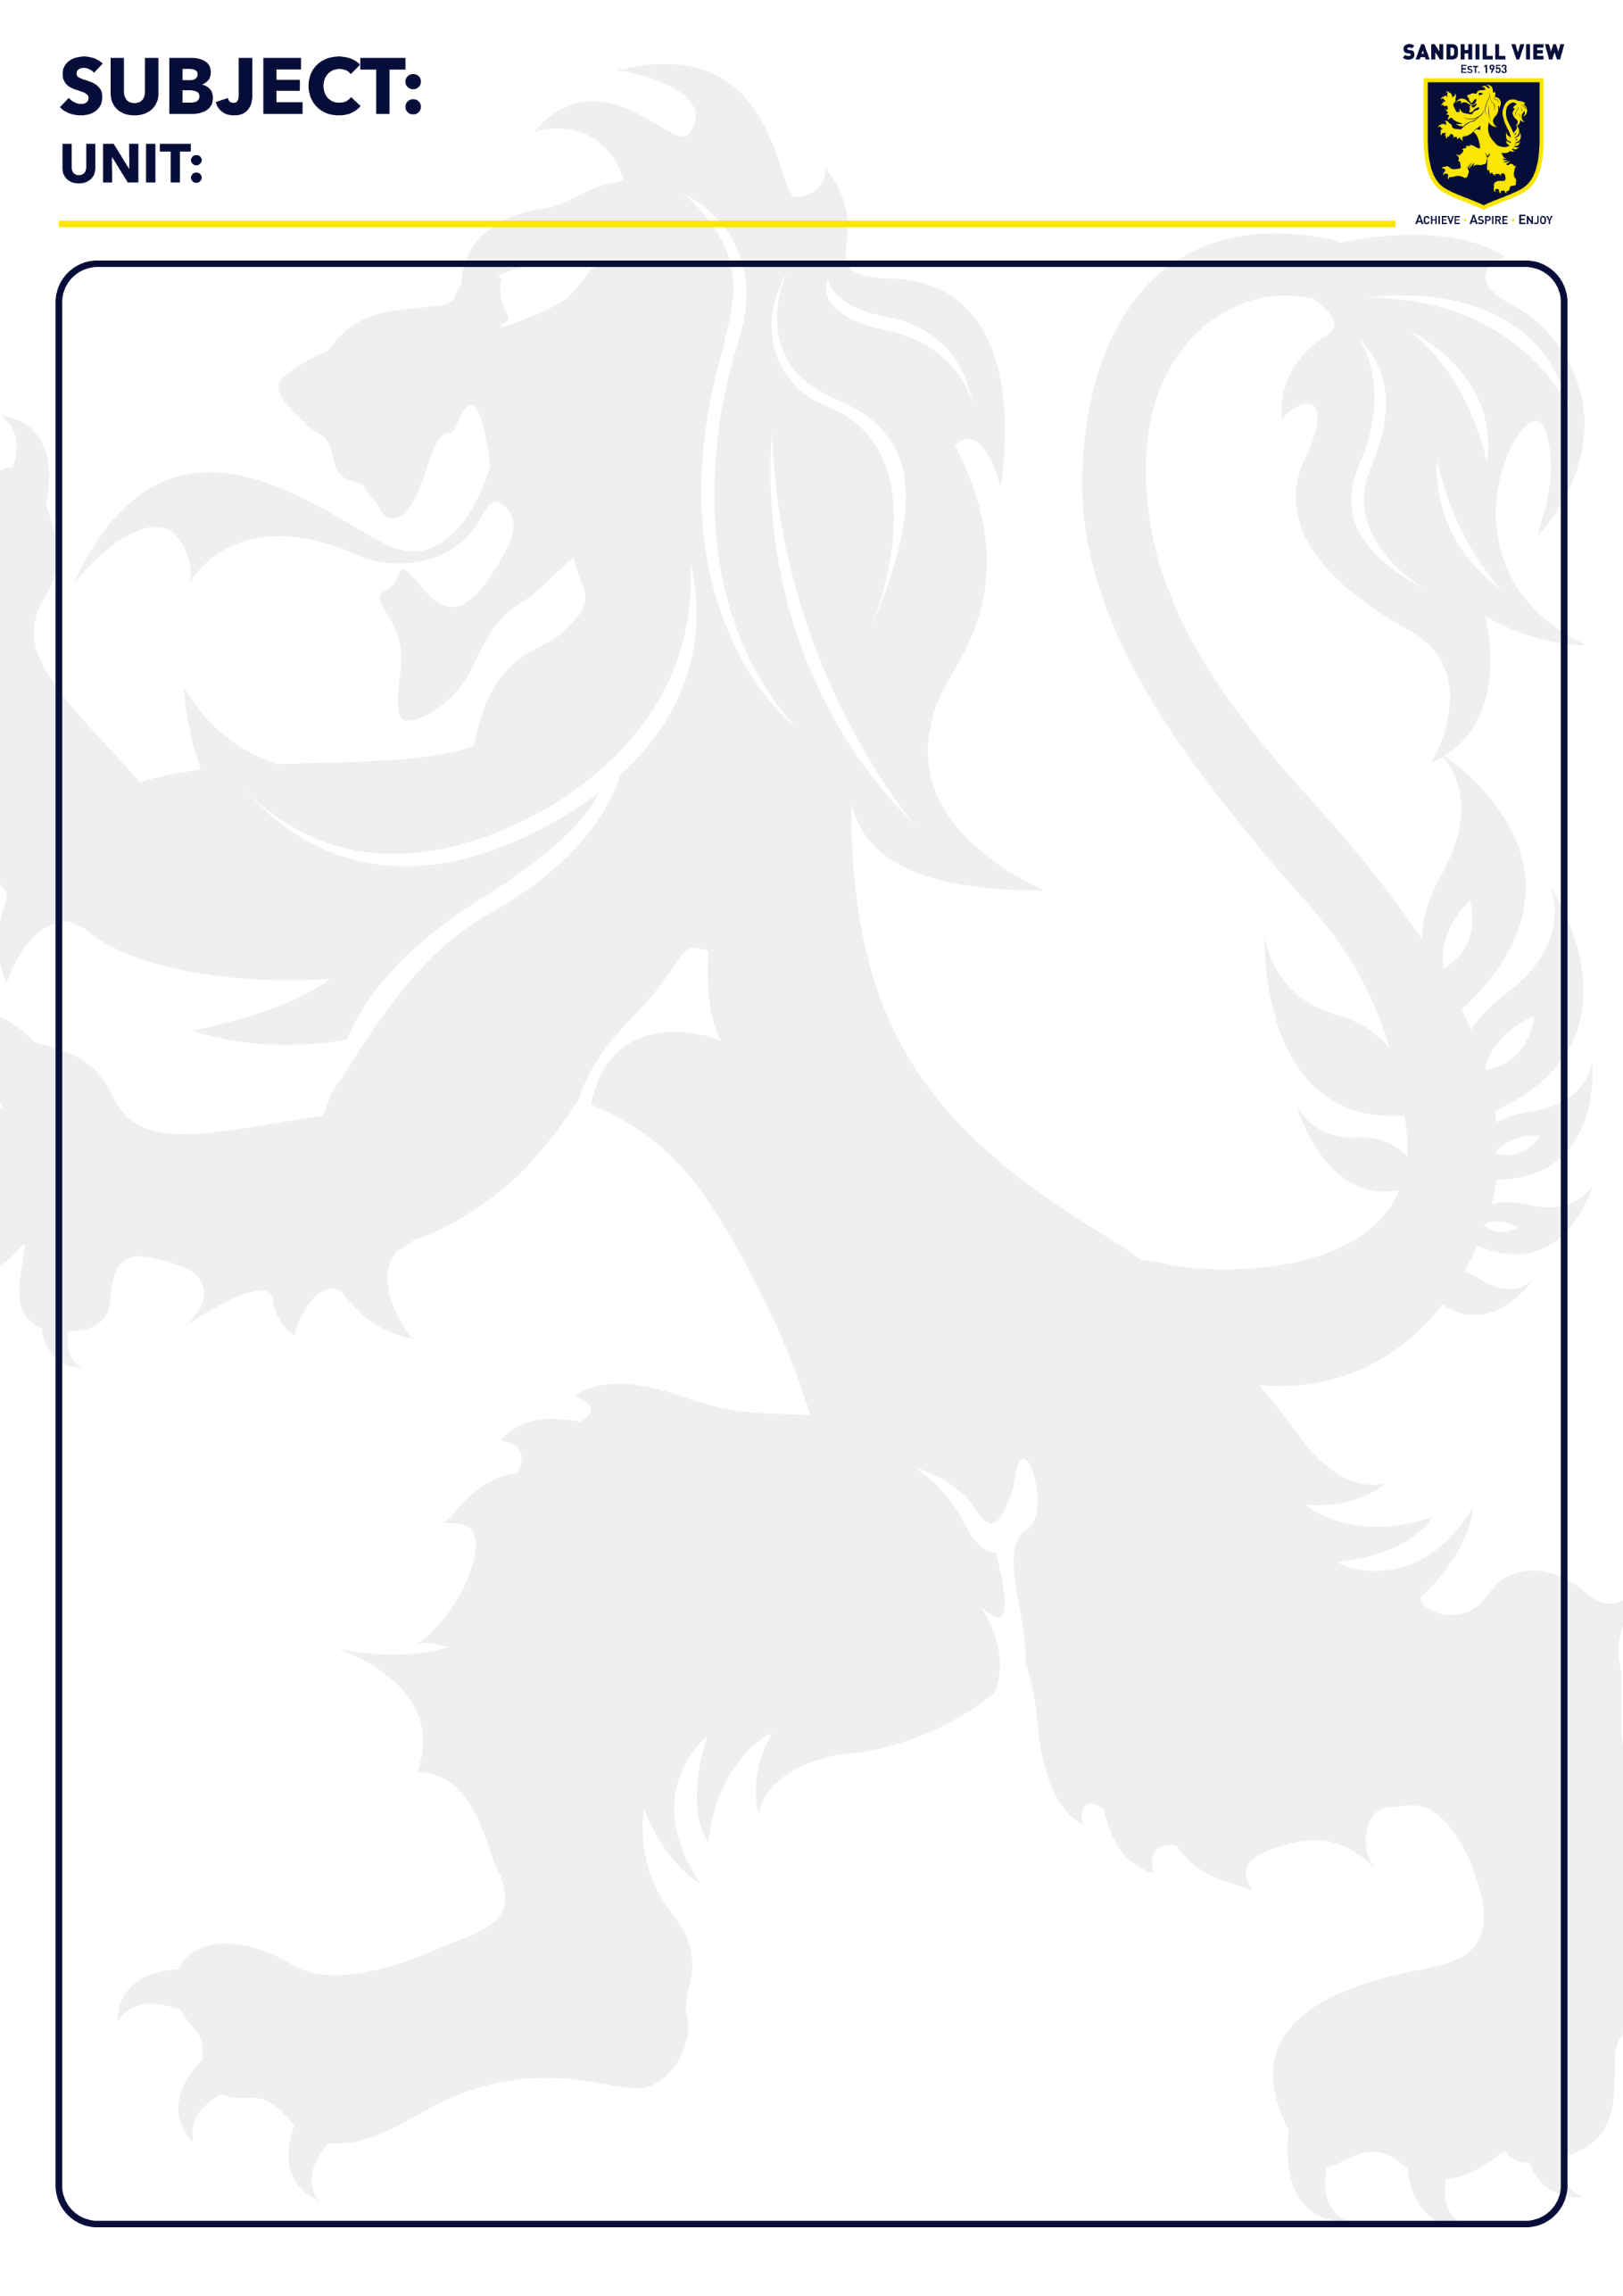 SUBJECT:
UNIT:
SANDHILL VIEW
EST. 1953
ACHIEVE • ASPIRE • ENJOY